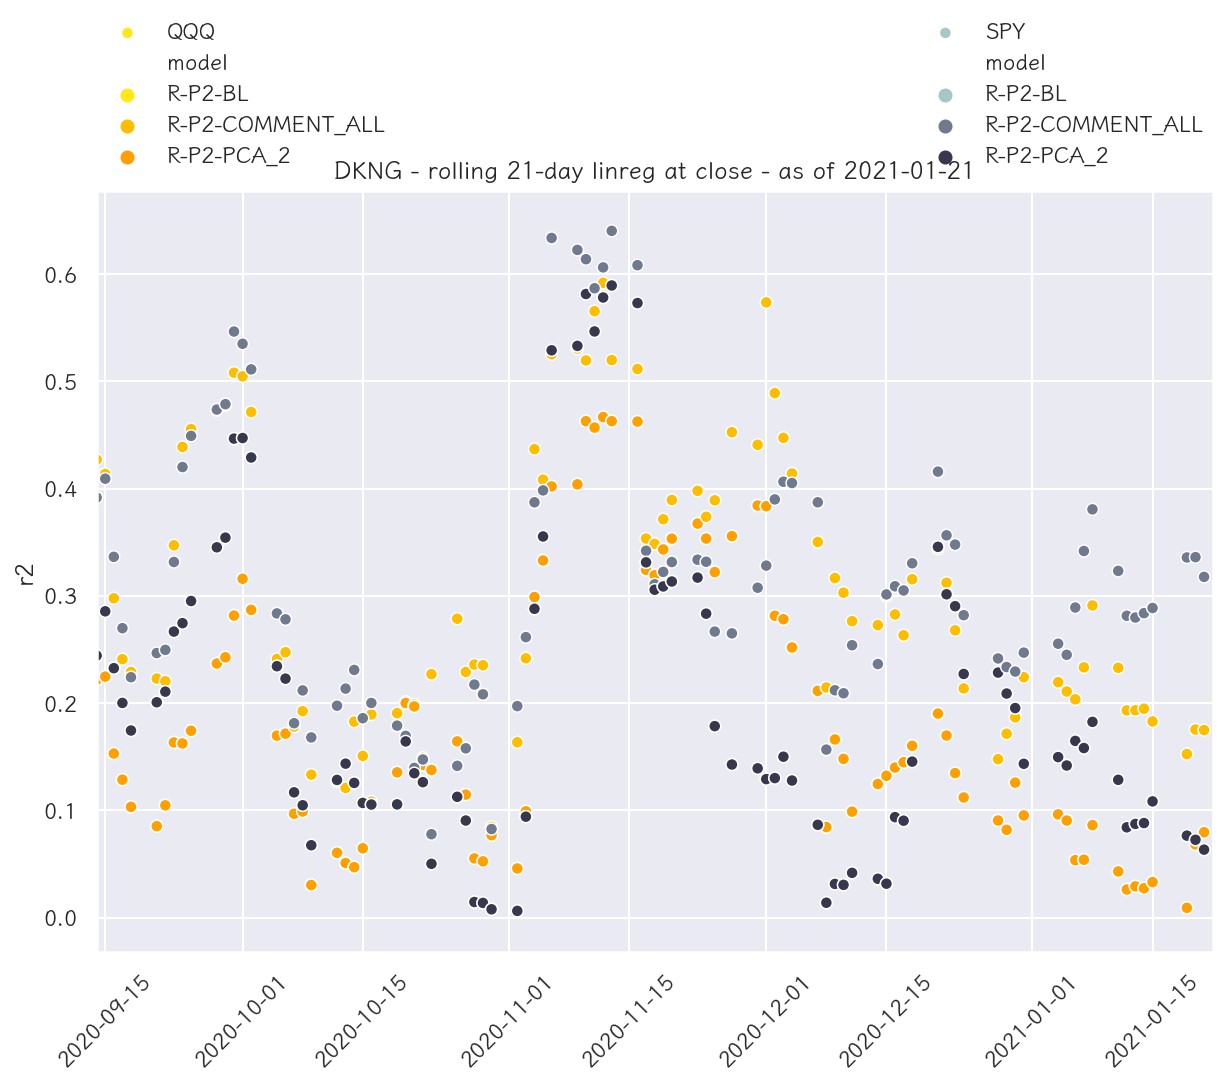 QQQ
model
R-P2-BL
R-P2-COMMENT_ALL
R-P2-PCA_2
SPY
model
R-P2-BL
R-P2-COMMENT_ALL
R-P2-PCA_2
DKNG - rolling 21-day linreg at close - as of 2021-01-21
r2
0.6
0.5
0.4
0.3
0.2
0.1
0.0
2020-09-15
2020-10-01
2020-10-15
2020-11-01
2020-11-15
2020-12-01
2020-12-15
2021-01-01
2021-01-15